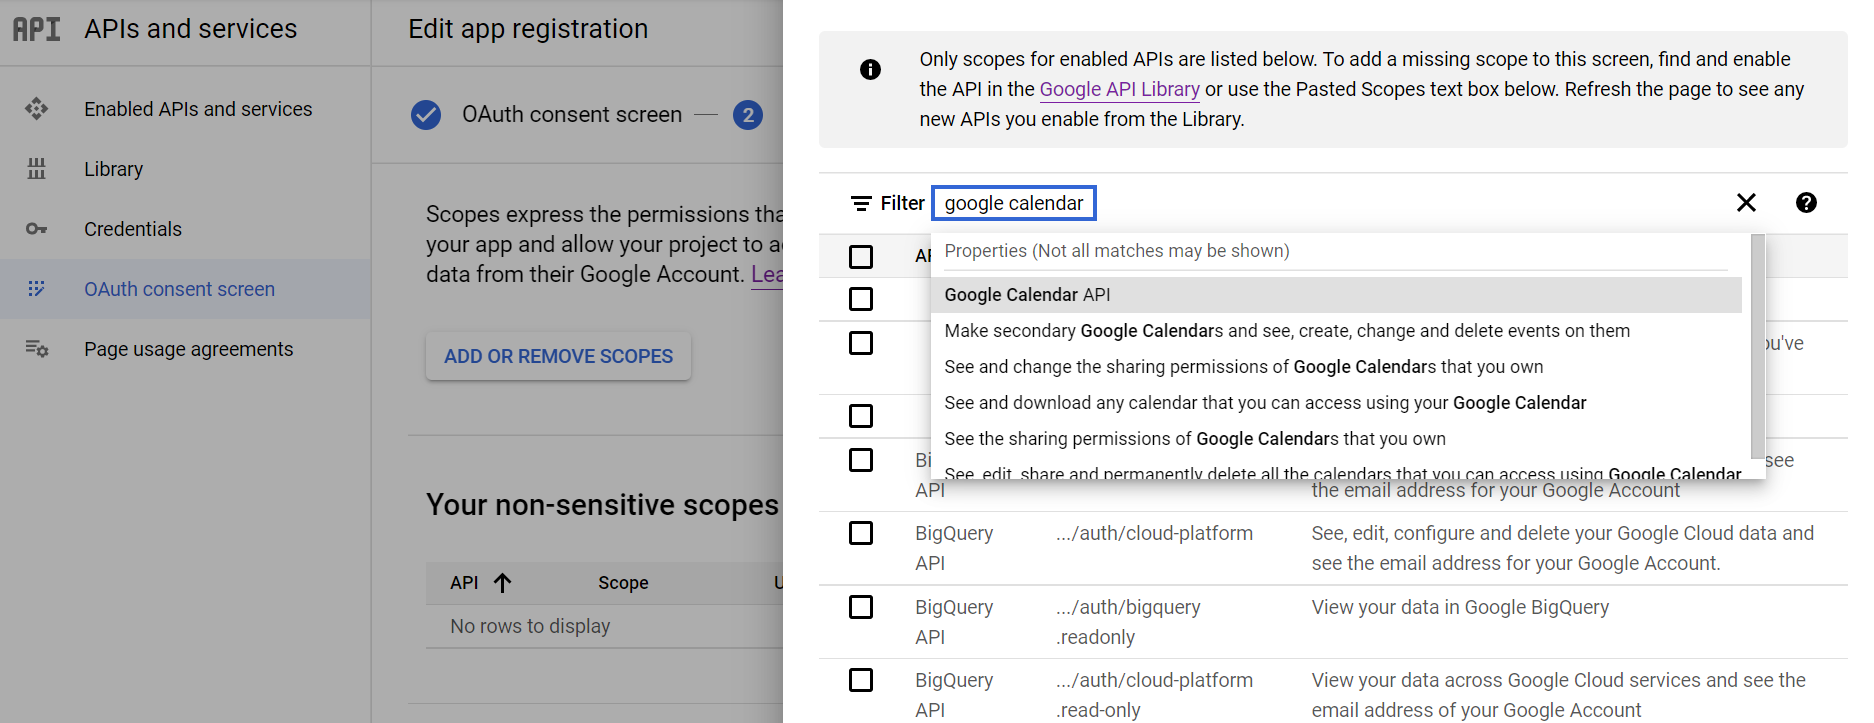 API APIs and services
Enabled APIs and services
Library
Credentials
OAuth consent screen
Page usage agreements
Edit app registration
OAuth consent screen
2
Scopes express the permissions tha
your app and allow your project to a
data from their Google Account. Lea
ADD OR REMOVE SCOPES
Your non-sensitive scopes
API Scope U
No rows to display
Only scopes for enabled APIs are listed below. To add a missing scope to this screen, find and enable
the API in the Google API Library or use the Pasted Scopes text box below. Refresh the page to see any
new APIs you enable from the Library.
Filter google calendar
Properties (Not all matches may be shown)
Google Calendar API
Make secondary Google Calendars and see, create, change and delete events on them
See and change the sharing permissions of Google Calendars that you own
See and download any calendar that you can access using your Google Calendar
See the sharing permissions of Google Calendars that you own
See, edit, share and permanently delete all the calendars that you can access using Google Calendar
see
API the email address for your Google Account
BigQuery .../auth/cloud-platform See, edit, configure and delete your Google Cloud data and
API see the email address for your Google Account.
BigQuery .../auth/bigquery View your data in Google BigQuery
API .readonly
BigQuery .../auth/cloud-platform View your data across Google Cloud services and see the
API .read-only email address of your Google Account